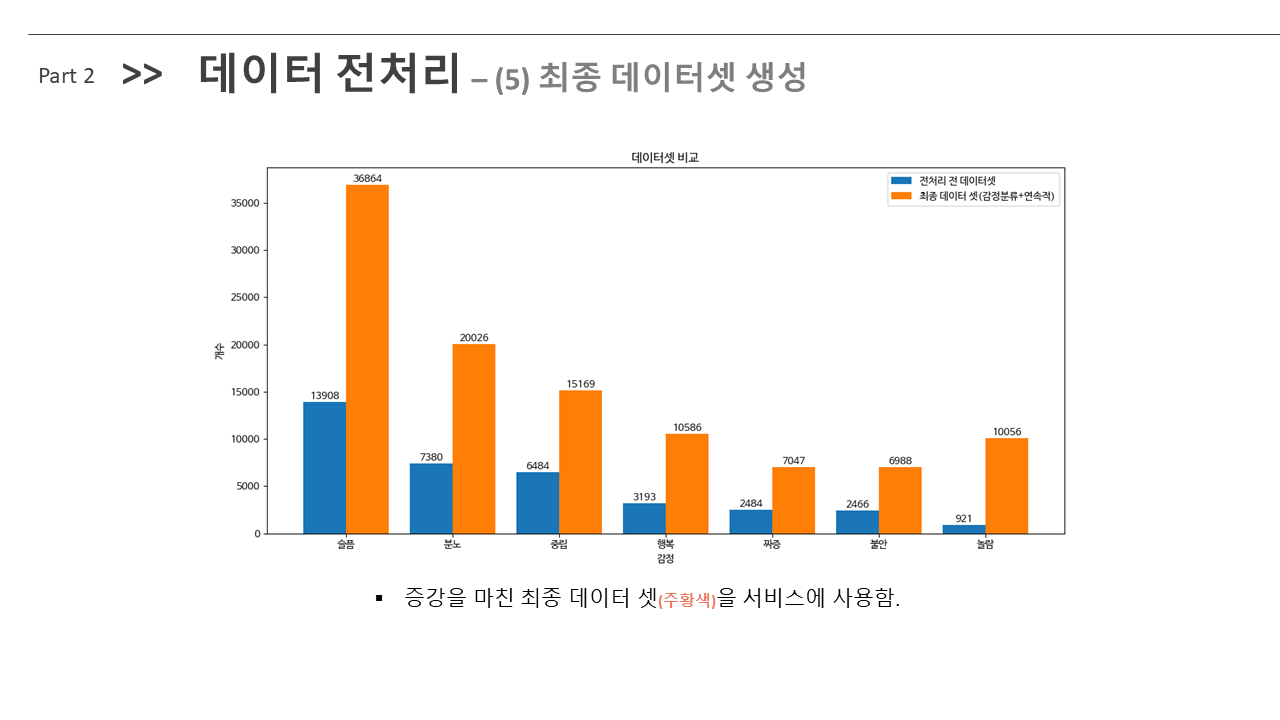 Part 2 >> 데이터 전처리 – (5) 최종 데이터셋 생성
데이터셋 비교
전처리 전 데이터셋
최종 데이터 셋(감정분류+연속적)
개수
35000
30000
25000
20000
15000
10000
5000
0
13908
36864
7380
20026
6484
15169
3193
10586
2484
7047
2466
6988
921
10056
슬픔 분노 중립 행복 짜증 불안 놀람
감정
▪ 증강을 마친 최종 데이터 셋(주황색)을 서비스에 사용함.